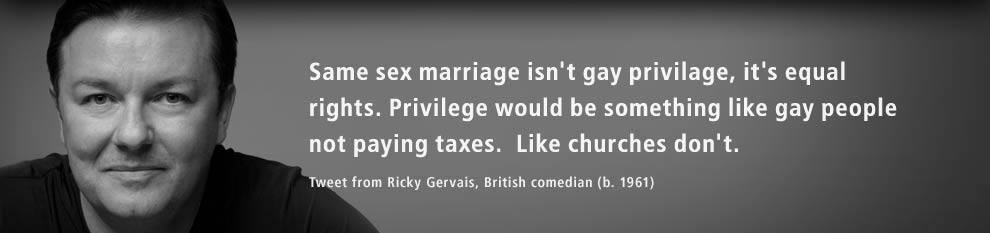 Same sex marriage isn't gay privilage, it's equal
rights. Privilege would be something like gay people
not paying taxes.  Like churches don't.
Tweet from Ricky Gervais, British comedian (b. 1961)